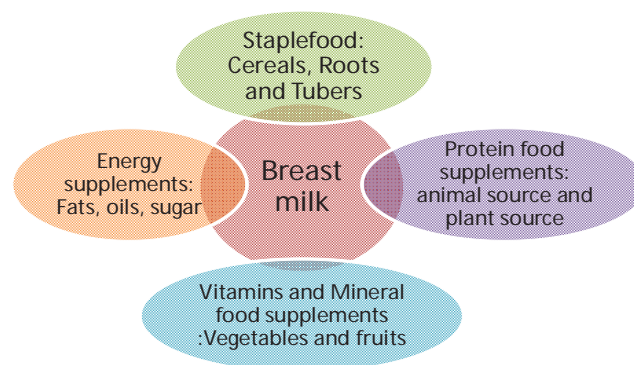 Staplefood:
Cereals, Roots
and Tubers
Energy
supplements:
Fats, oils, sugar
Breast
milk
Protein food
supplements:
animal source and
plant source
Vitamins and Mineral
food supplements
:Vegetables and fruits